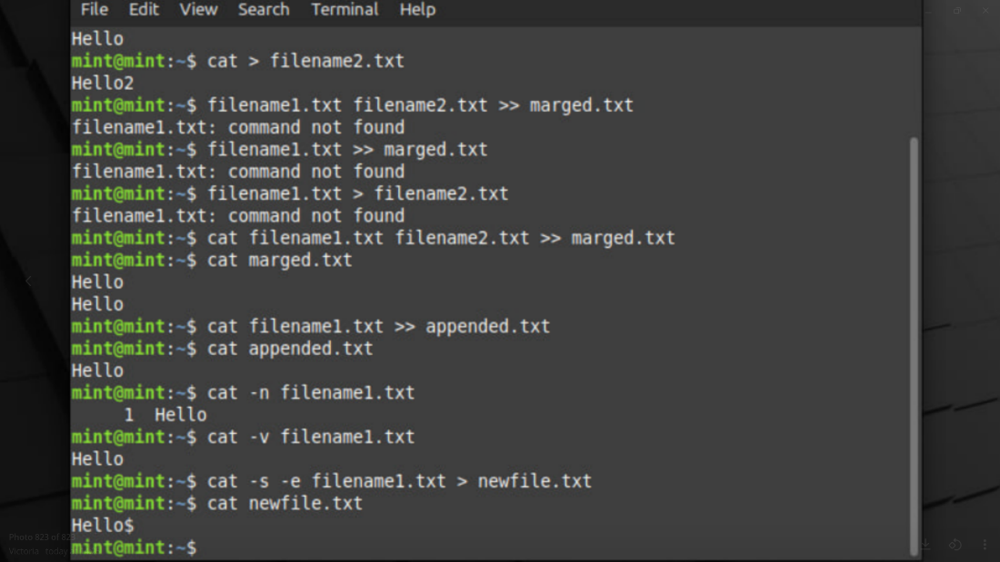 File Edit View Search Terminal Help
Hello
mint@mint:~$ cat > filename2.txt
Hello2
mint@mint:~$ filename1.txt filename2.txt >> marged.txt
filename1.txt: command not found
mint@mint:~$ filename1.txt >> marged.txt
filename1.txt: command not found
mint@mint:~$ filename1.txt > filename2.txt
filename1.txt: command not found
mint@mint:~$ cat filename1.txt filename2.txt >> marged.txt
mint@mint:~$ cat marged.txt
Hello
Hello
mint@mint:~$ cat filename1.txt >> appended.txt
mint@mint:~$ cat appended.txt
Hello
mint@mint:~$ cat -n filename1.txt
1 Hello
mint@mint:~$ cat -v filename1.txt
Hello
mint@mint:~$ cat -s -e filename1.txt > newfile.txt
mint@mint:~$ cat newfile.txt
Hello$
mint@mint:~$
Photo 823 of 82
today